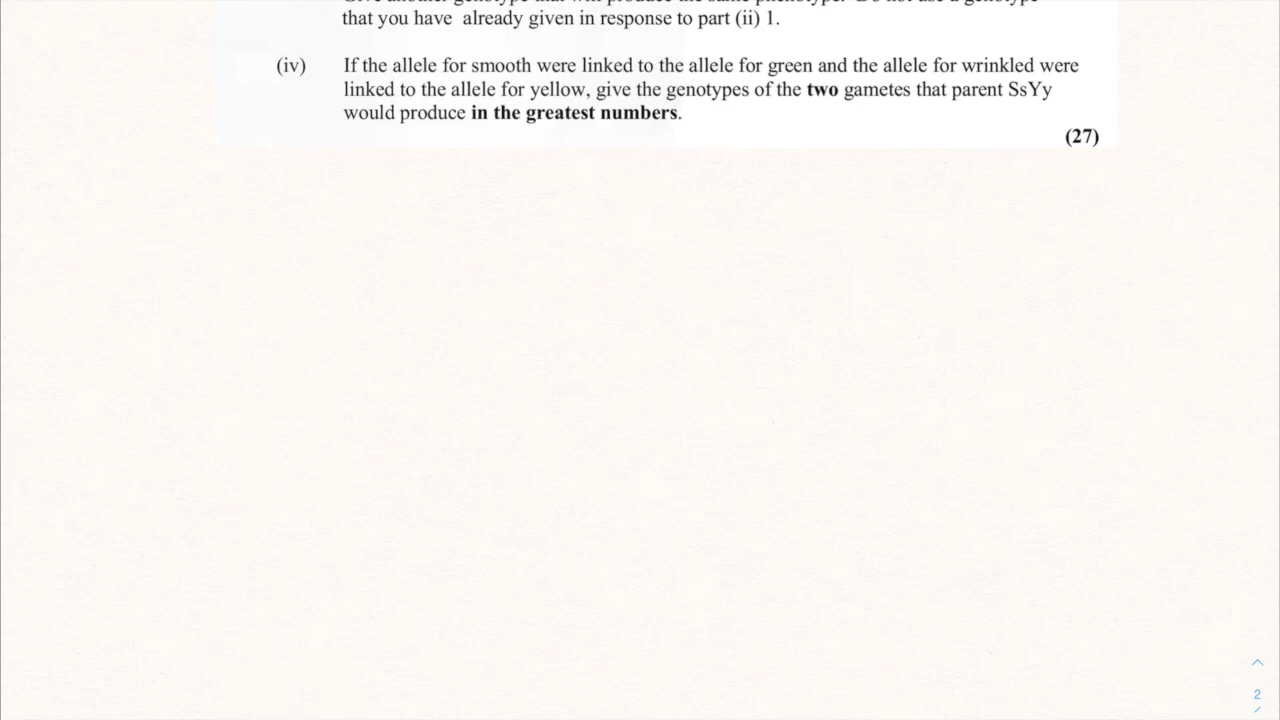 that you have already given in response to part (ii) 1.
(iv) If the allele for smooth were linked to the allele for green and the allele for wrinkled were
linked to the allele for yellow, give the genotypes of the two gametes that parent SsYy
would produce in the greatest numbers.
(27)
2